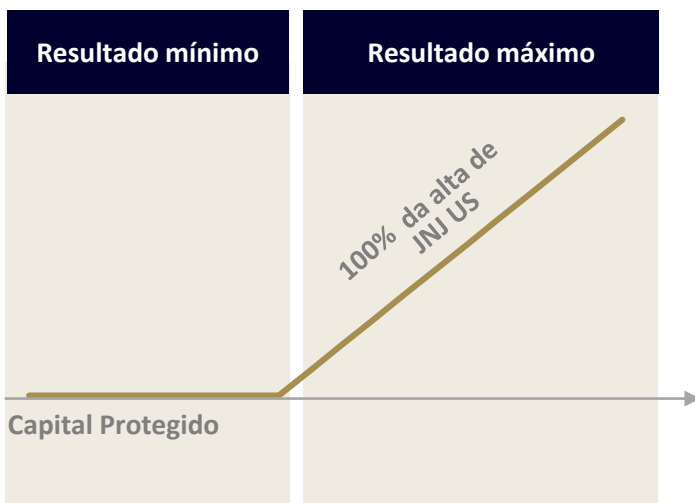 Resultado mínimo
Resultado máximo
100% da alta de
JNJ US
Capital Protegido